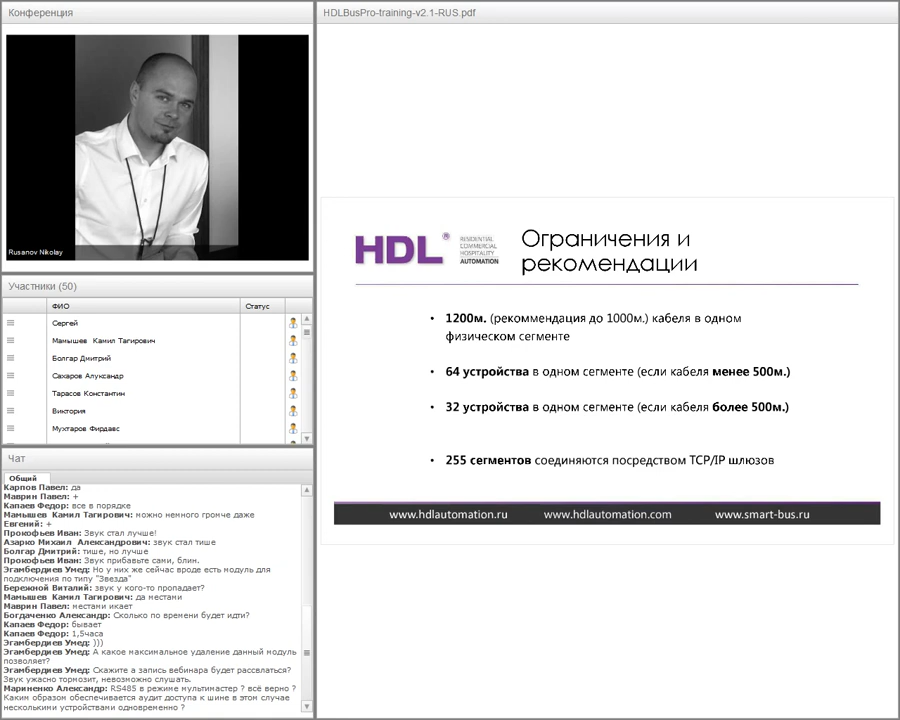 Конференция
Rusanov Nikolay
Участники (50)
ФИО Статус
Сергей
Мамышев Камил Тагирович
Болгар Дмитрий
Сахаров Алуксандр
Тарасов Константин
Виктория
Мухтаров Фирдавс
Чат
Общий
Карпов Павел: да
Маврин Павел: +
Капаев Федор: все в порядке
Мамышев Камил Тагирович: можно немного громче даже
Евгений: +
Прокофьев Иван: Звук стал лучше!
Азарко Михаил Александрович: звук стал тише
Болгар Дмитрий: тише, но лучше
Прокофьев Иван: Звук прибавьте сами, блин.
Эгамбердиев Умед: Но у них же сейчас вроде есть модуль для
подключения по типу "Звезда"
Бережной Виталий: звук у кого-то пропадает?
Мамышев Камил Тагирович: да местами
Маврин Павел: местами икает
Богдаченко Александр: Сколько по времени будет идти?
Капаев Федор: бывает
Капаев Федор: 1,5часа
Эгамбердиев Умед: )))
Эгамбердиев Умед: А какое максимальное удаление данный модуль
позволяет?
Эгамбердиев Умед: Скажите а запись вебинара будет рассвлаться?
Звук ужасно тормозит, невозможно слушать.
Мариненко Александр: RS485 в режиме мультимастер ? всё верно ?
Каким образом обеспечивается аудит доступа к шине в этом случае
несколькими устройствами одновременно ?
HDLBusPro-training-v2.1-RUS.pdf
HDL®
RESIDENTIAL
COMMERCIAL
HOSPITALITY
AUTOMATION
Ограничения и
рекомендации
• 1200м. (рекоммендация до 1000м.) кабеля в одном
физическом сегменте
• 64 устройства в одном сегменте (если кабеля менее 500м.)
• 32 устройства в одном сегменте (если кабеля более 500м.)
• 255 сегментов соединяются посредством TCP/IP шлюзов
www.hdlautomation.ru www.hdlautomation.com www.smart-bus.ru